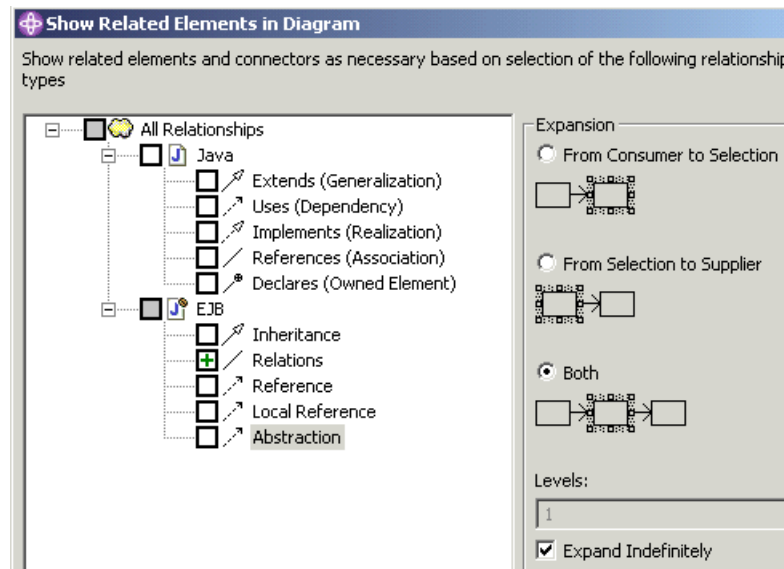 Show Related Elements in Diagram
Show related elements and connectors as necessary based on selection of the following relationship
types
All Relationships
Java
Extends (Generalization)
Uses (Dependency)
Implements (Realization)
References (Association)
Declares (Owned Element)
EJB
Inheritance
Relations
Reference
Local Reference
Abstraction
Expansion
From Consumer to Selection
From Selection to Supplier
Both
Levels:
1
Expand Indefinitely